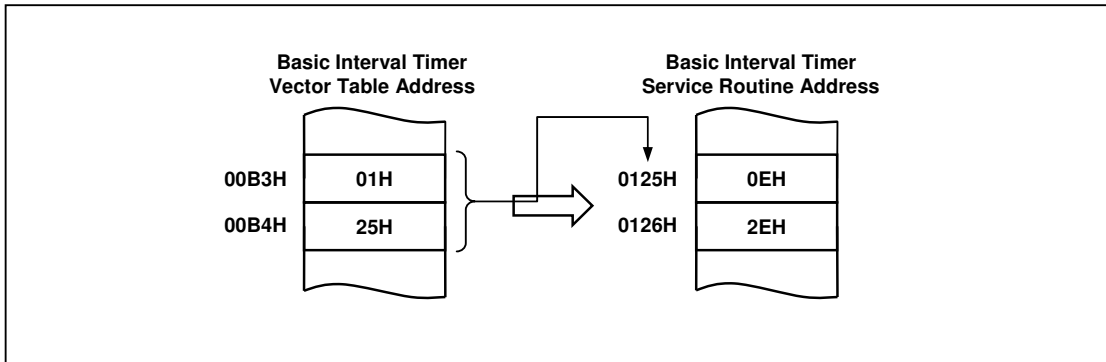 Basic Interval Timer
Vector Table Address
00B3H 01H
00B4H 25H
Basic Interval Timer
Service Routine Address
0125H 0EH
0126H 2EH